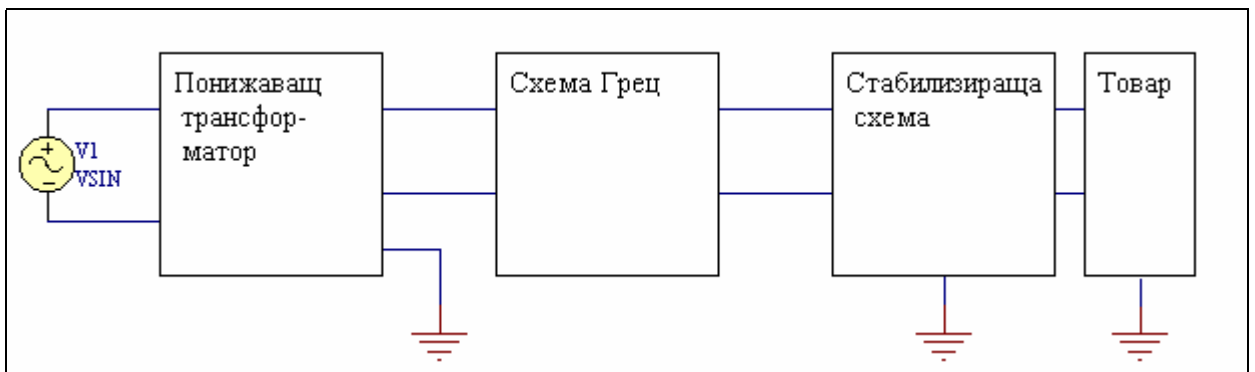 V1
VSIN
Понижаващ
трансфор-
матор
Схема Грец
Стабилизираща
схема
Товар